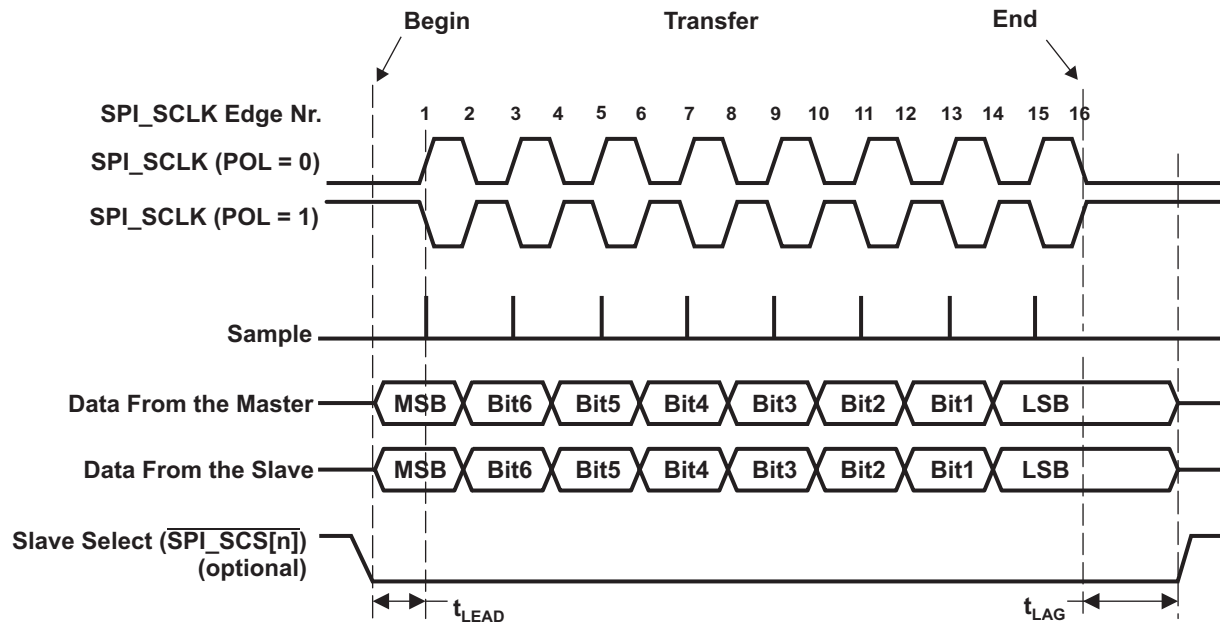 Begin Transfer End
SPI_SCLK Edge Nr. 1 2 3 4 5 6 7 8 9 10 11 12 13 14 15 16
SPI_SCLK (POL = 0)
SPI_SCLK (POL = 1)
Sample
Data From the Master MSB Bit6 Bit5 Bit4 Bit3 Bit2 Bit1 LSB
Data From the Slave MSB Bit6 Bit5 Bit4 Bit3 Bit2 Bit1 LSB
Slave Select (SPI_SCS[n])
(optional)
tLEAD tLAG